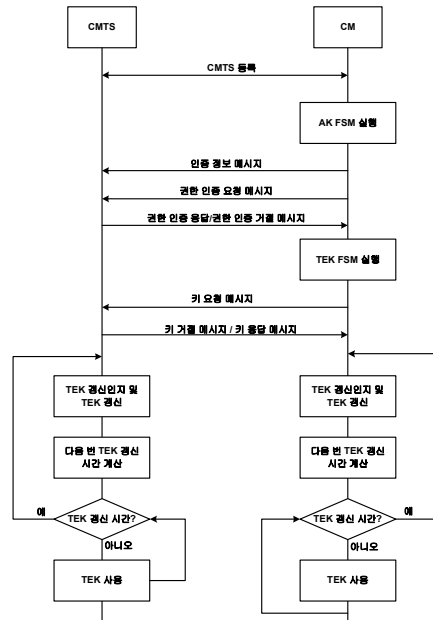 CMTS
CM
CMTS 등록
AK FSM 실행
인증 정보 메시지
권한 인증 요청 메시지
권한 인증 응답/권한 인증 거절 메시지
TEK FSM 실행
키 요청 메시지
키 거절 메시지 / 키 응답 메시지
TEK 갱신인지 및
TEK 갱신
TEK 갱신인지 및
TEK 갱신
다음 번 TEK 갱신
시간 계산
다음 번 TEK 갱신
시간 계산
예
TEK 갱신 시간?
TEK 갱신 시간?
예
아니오
아니오
TEK 사용
TEK 사용